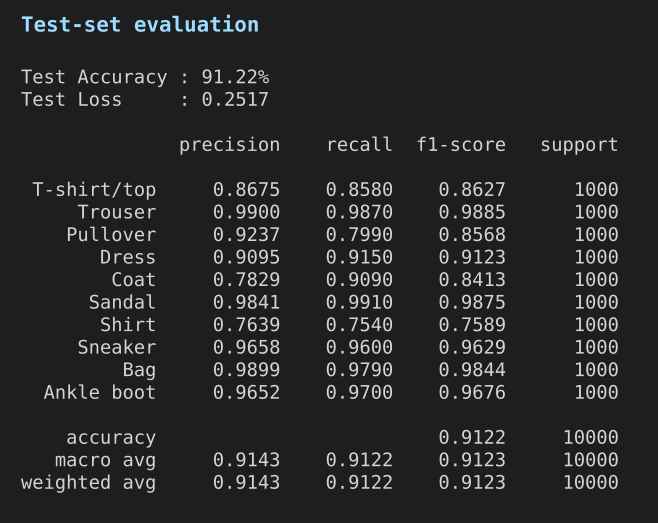 Test-set evaluation
Test Accuracy : 91.22%
Test Loss     : 0.2517
precision    recall  f1-score   support
T-shirt/top     0.8675    0.8580    0.8627      1000
Trouser     0.9900    0.9870    0.9885      1000
Pullover     0.9237    0.7990    0.8568      1000
Dress     0.9095    0.9150    0.9123      1000
Coat     0.7829    0.9090    0.8413      1000
Sandal     0.9841    0.9910    0.9875      1000
Shirt     0.7639    0.7540    0.7589      1000
Sneaker     0.9658    0.9600    0.9629      1000
Bag     0.9899    0.9790    0.9844      1000
Ankle boot     0.9652    0.9700    0.9676      1000
accuracy                         0.9122     10000
macro avg     0.9143    0.9122    0.9123     10000
weighted avg     0.9143    0.9122    0.9123     10000